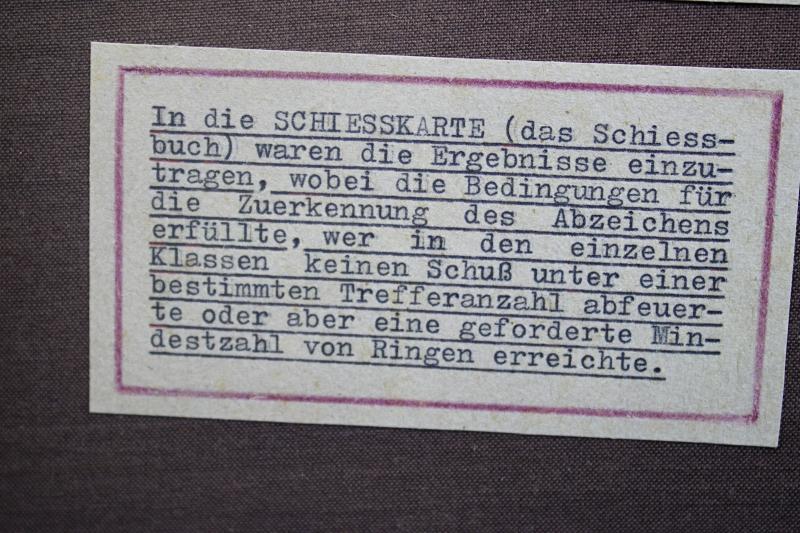 In die SCHIESSKARTE (das Schiess-
buch) waren die Ergebnisse einzu-
tragen, wobei die Bedingungen für
die Zuerkennung des Abzeichens
erfüllte, wer in den einzelnen
Klassen keinen Schuß unter einer
bestimmten Trefferanzahl abfeuer-
te oder aber eine geforderte Min-
destzahl von Ringen erreichte.